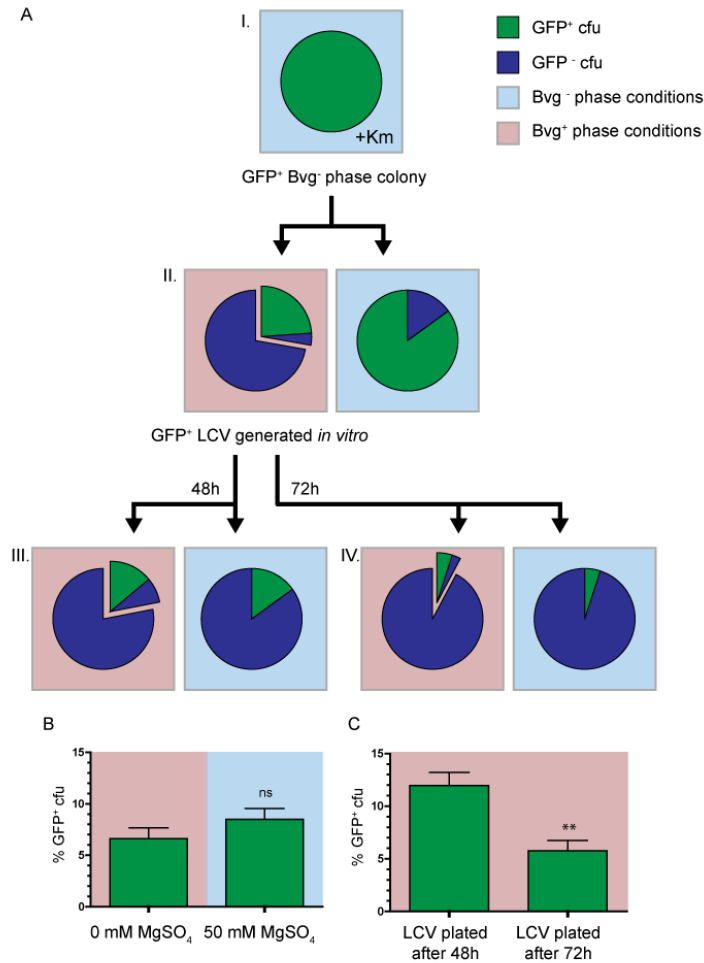 A
I.
+Km
GFP⁺ cfu
GFP ⁻ cfu
Bvg ⁻ phase conditions
Bvg⁺ phase conditions
GFP⁺ Bvg⁻ phase colony
II.
GFP⁺ LCV generated in vitro
48h
72h
III.
IV.
B
% GFP⁺ cfu
15
10
5
0
ns
0 mM MgSO₄
50 mM MgSO₄
C
% GFP⁺ cfu
15
10
5
0
**
LCV plated
after 48h
LCV plated
after 72h